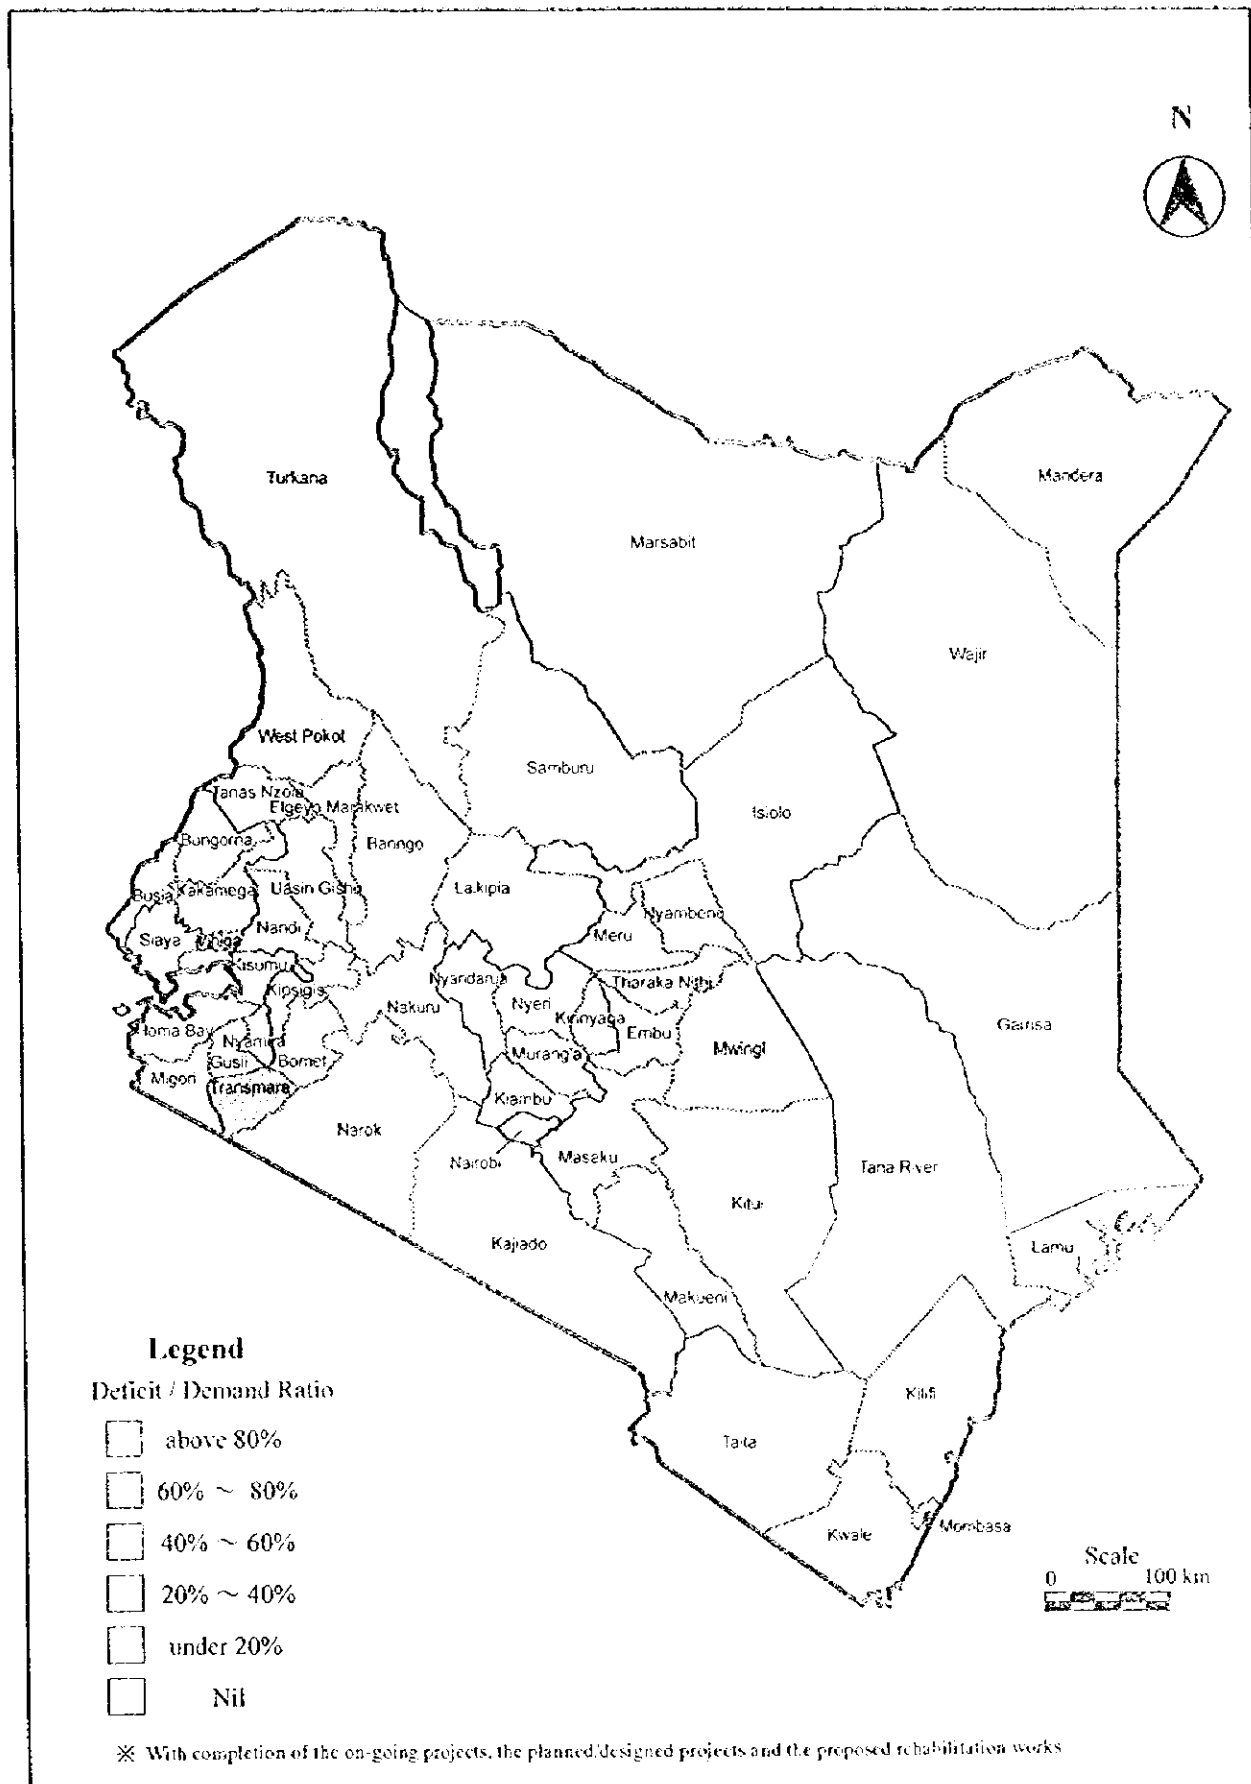 N
Turkana
Mandera
Marsabit
Wajir
West Pokot
Samburu
Tanas Nzoia
Elgeyo Marakwet
Isiolo
Bungoma
Baringo
Busia
Kakamega
Uasin Gishu
Laikipia
Nyambene
Siaya
Vihiga
Nandi
Meru
Kisumu
Nyandarua
Tharaka Nithi
Kipsigis
Nakuru
Nyeri
Kirinyaga
Garissa
Homa Bay
Nyamira
Embu
Mwingi
Gusii
Bomet
Murang'a
Migori
Transmara
Kiambu
Narok
Nairobi
Masaku
Tana River
Kitui
Kajiado
Lamu
Makueni
Legend
Deficit / Demand Ratio
above 80%
60% ~ 80%
40% ~ 60%
20% ~ 40%
under 20%
Nil
Kilifi
Taita
Kwale
Mombasa
Scale
0 100 km
※ With completion of the on-going projects, the planned/designed projects and the proposed rehabilitation works